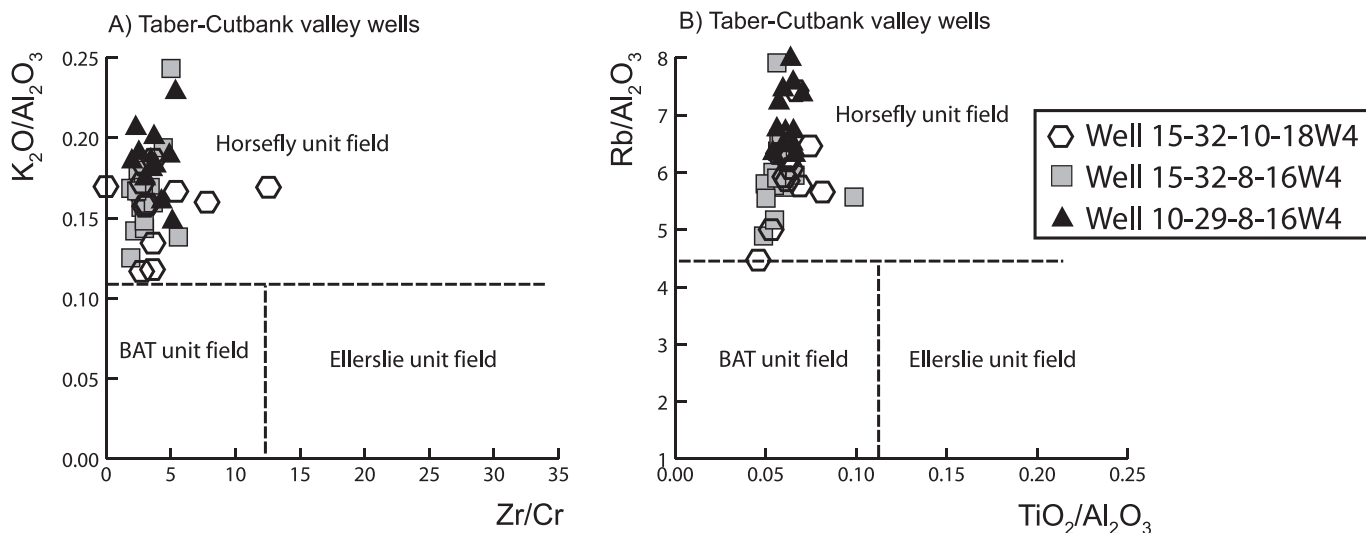 A) Taber-Cutbank valley wells
K₂O/Al₂O₃
0.25
0.20
0.15
0.10
0.05
0.00
Horsefly unit field
BAT unit field
Ellerslie unit field
0 5 10 15 20 25 30 35
Zr/Cr
B) Taber-Cutbank valley wells
Rb/Al₂O₃
8
7
6
5
4
3
2
1
Horsefly unit field
BAT unit field
Ellerslie unit field
0.00 0.05 0.10 0.15 0.20 0.25
TiO₂/Al₂O₃
Well 15-32-10-18W4
Well 15-32-8-16W4
Well 10-29-8-16W4